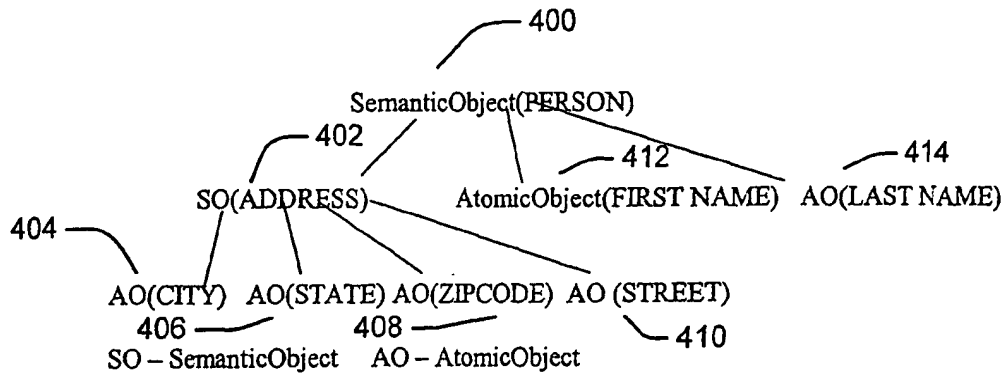 400
SemanticObject(PERSON)
402
412
414
SO(ADDRESS)
AtomicObject(FIRST NAME)
AO(LAST NAME)
404
AO(CITY)
AO(STATE)
AO(ZIPCODE)
AO (STREET)
406
408
410
SO – SemanticObject
AO – AtomicObject